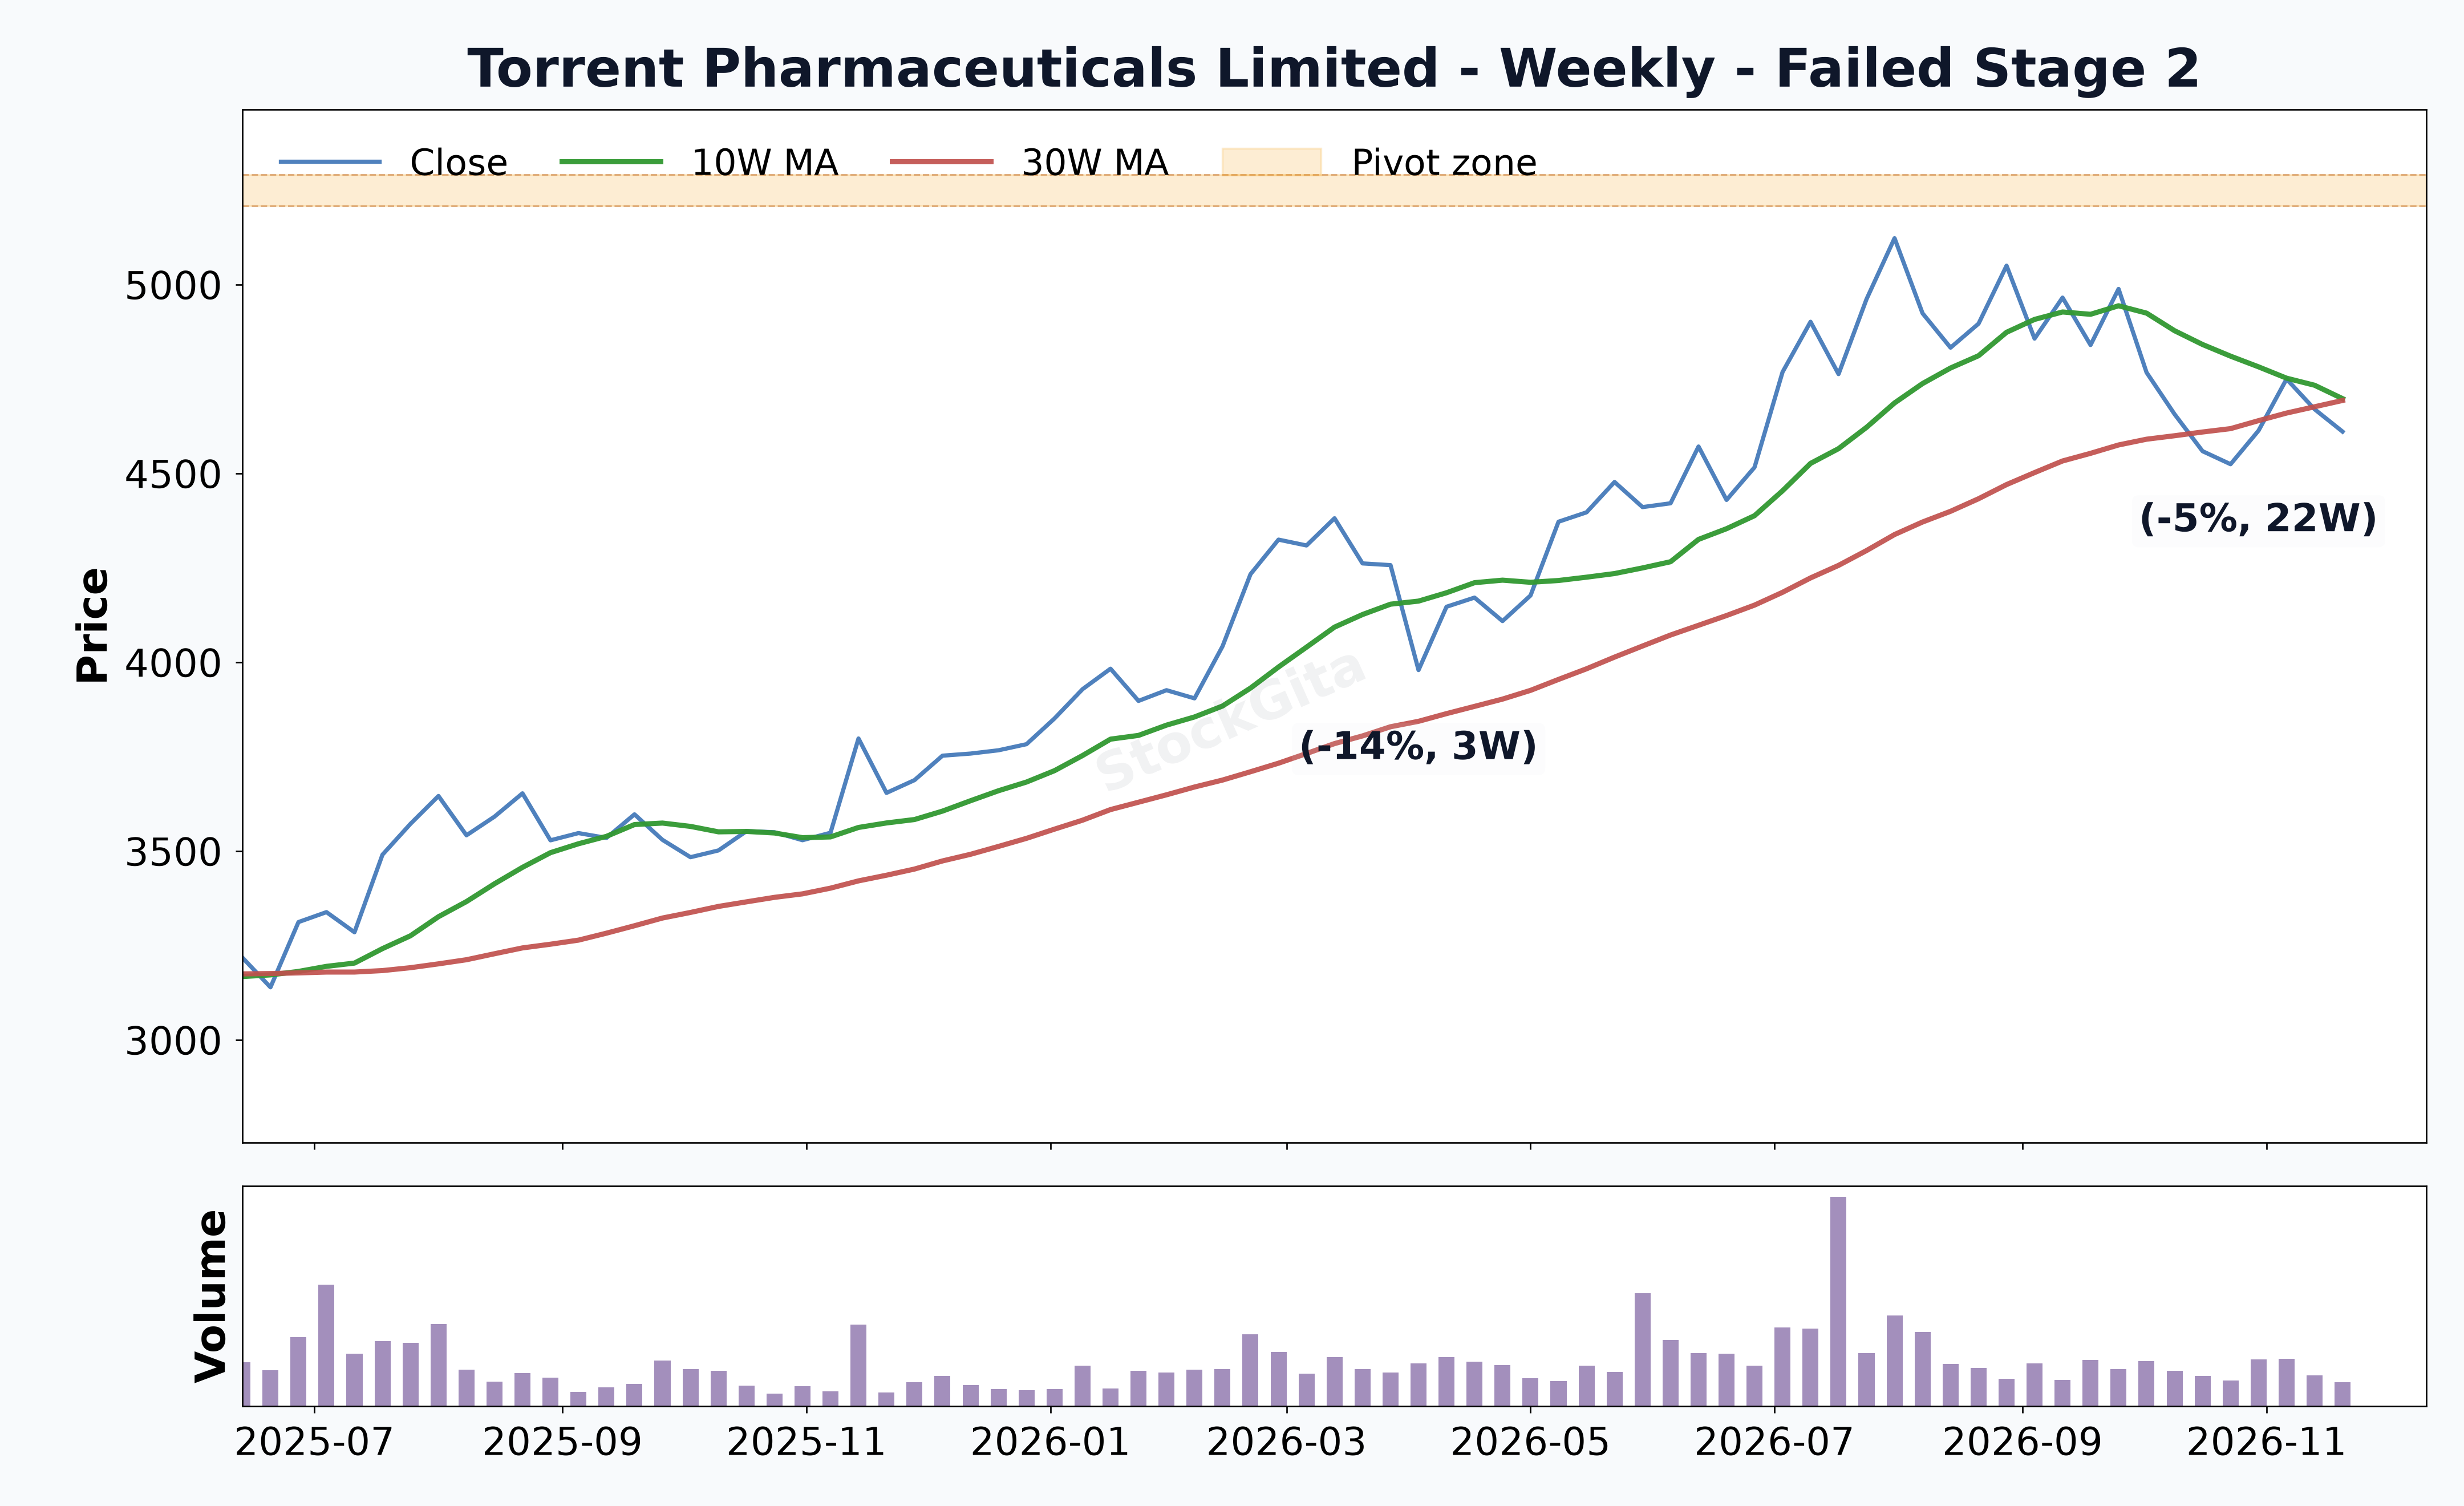 Torrent Pharmaceuticals Limited - Weekly - Failed Stage 2
Close 10W MA 30W MA Pivot zone
Price
5000
4500
4000
3500
3000
(-5%, 22W)
(-14%, 3W)
StockGita
Volume
2025-07 2025-09 2025-11 2026-01 2026-03 2026-05 2026-07 2026-09 2026-11